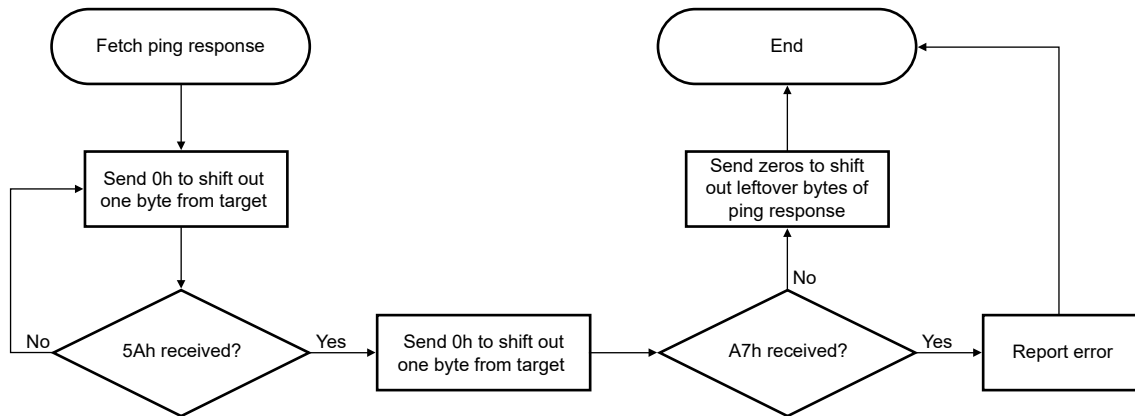 Fetch ping response
Send 0h to shift out
one byte from target
5Ah received?
No
Yes
Send 0h to shift out
one byte from target
A7h received?
No
Send zeros to shift
out leftover bytes of
ping response
Yes
Report error
End